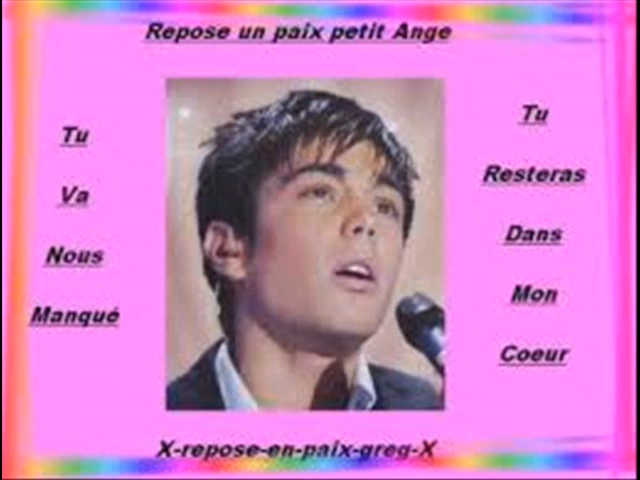 Repose un paix petit Ange
Tu
Va
Nous
Manqué
Tu
Resteras
Dans
Mon
Coeur
X-repose-en-paix-greg-X